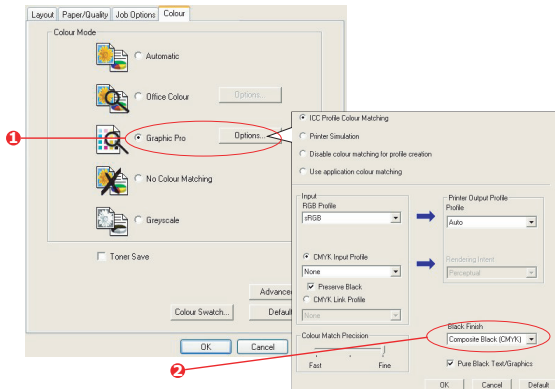 Layout Paper/Quality Job Options Colour
Colour Mode
Automatic
Office Colour Options...
1 Graphic Pro Options...
No Colour Matching
Greyscale
Toner Save
Advance
Colour Swatch... Defaul
OK Cancel
ICC Profile Colour Matching
Printer Simulation
Disable colour matching for profile creation
Use application colour matching
Input
RGB Profile
sRGB
CMYK Input Profile
None
Preserve Black
CMYK Link Profile
None
Printer Output Profile
Profile
Auto
Rendering Intent
Perceptual
Colour Match Precision
Fast Fine
Black Finish
Composite Black (CMYK)
2
Pure Black Text/Graphics
OK Cancel Default